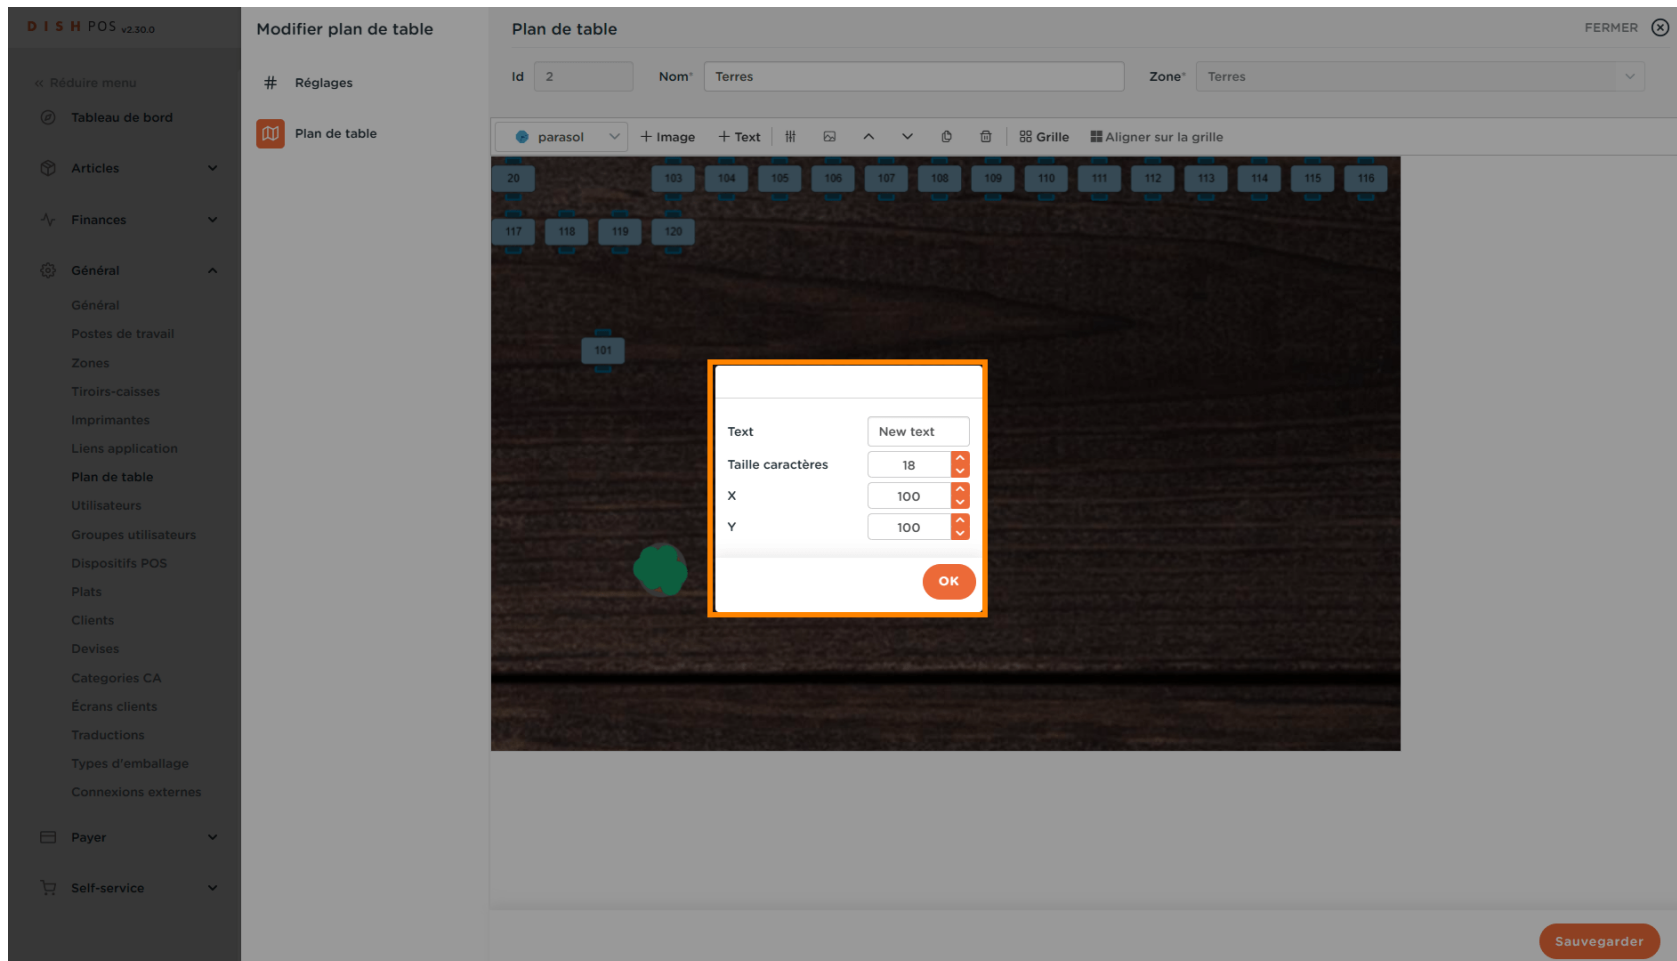 DISH POS v2.30.0
« Réduire menu
Tableau de bord
Articles
Finances
Général
Général
Postes de travail
Zones
Tiroirs-caisses
Imprimantes
Liens application
Plan de table
Utilisateurs
Groupes utilisateurs
Dispositifs POS
Plats
Clients
Devises
Categories CA
Écrans clients
Traductions
Types d'emballage
Connexions externes
Payer
Self-service
Modifier plan de table
# Réglages
Plan de table
Plan de table
FERMER
Id 2 Nom* Terres Zone* Terres
parasol + Image + Text Grille Aligner sur la grille
20 103 104 105 106 107 108 109 110 111 112 113 114 115 116
117 118 119 120
101
Text New text
Taille caractères 18
X 100
Y 100
OK
Sauvegarder